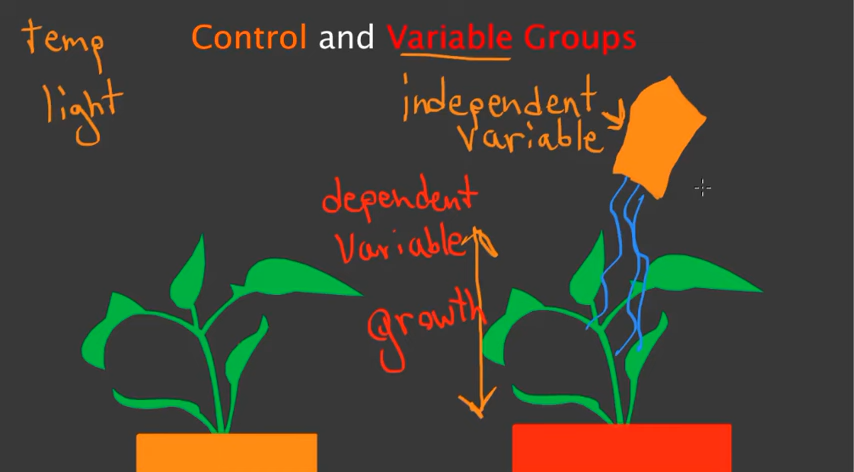 temp
Control and Variable Groups
light
independent
variable
dependent
variable
growth